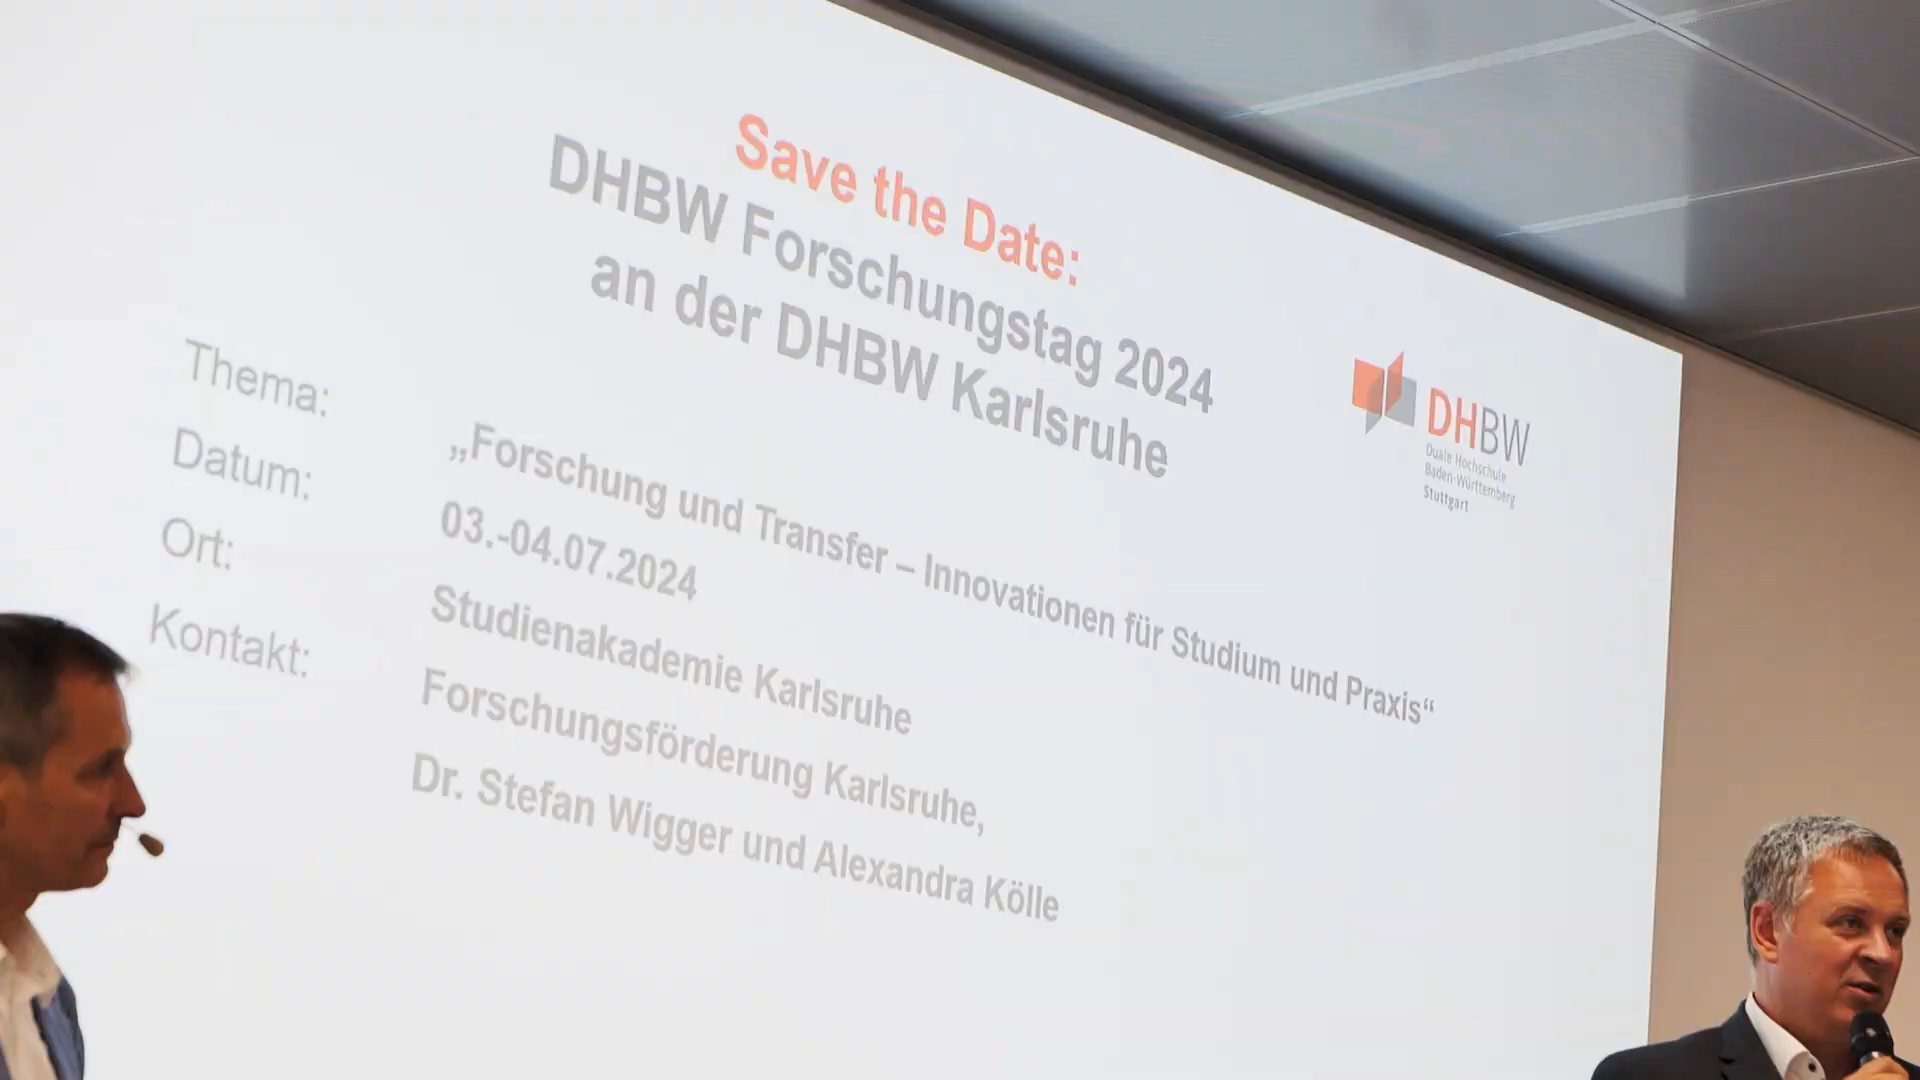 Save the Date:
DHBW Forschungstag 2024
an der DHBW Karlsruhe
Thema: „Forschung und Transfer – Innovationen für Studium und Praxis“
Datum: 03.-04.07.2024
Ort: Studienakademie Karlsruhe
Kontakt: Forschungsförderung Karlsruhe,
Dr. Stefan Wigger und Alexandra Kölle
DHBW
Duale Hochschule
Baden-Württemberg
Stuttgart